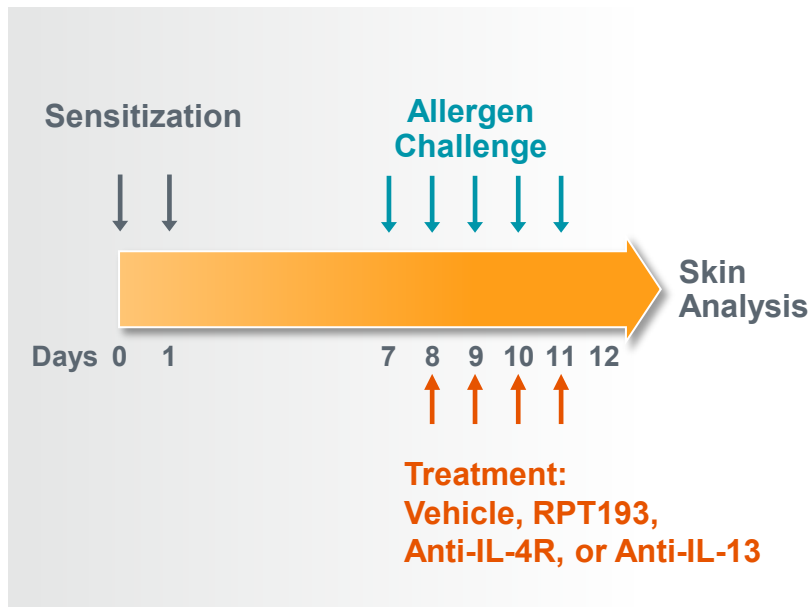 Sensitization
Allergen
Challenge
Skin
Analysis
Days 0 1 7 8 9 10 11 12
Treatment:
Vehicle, RPT193,
Anti-IL-4R, or Anti-IL-13